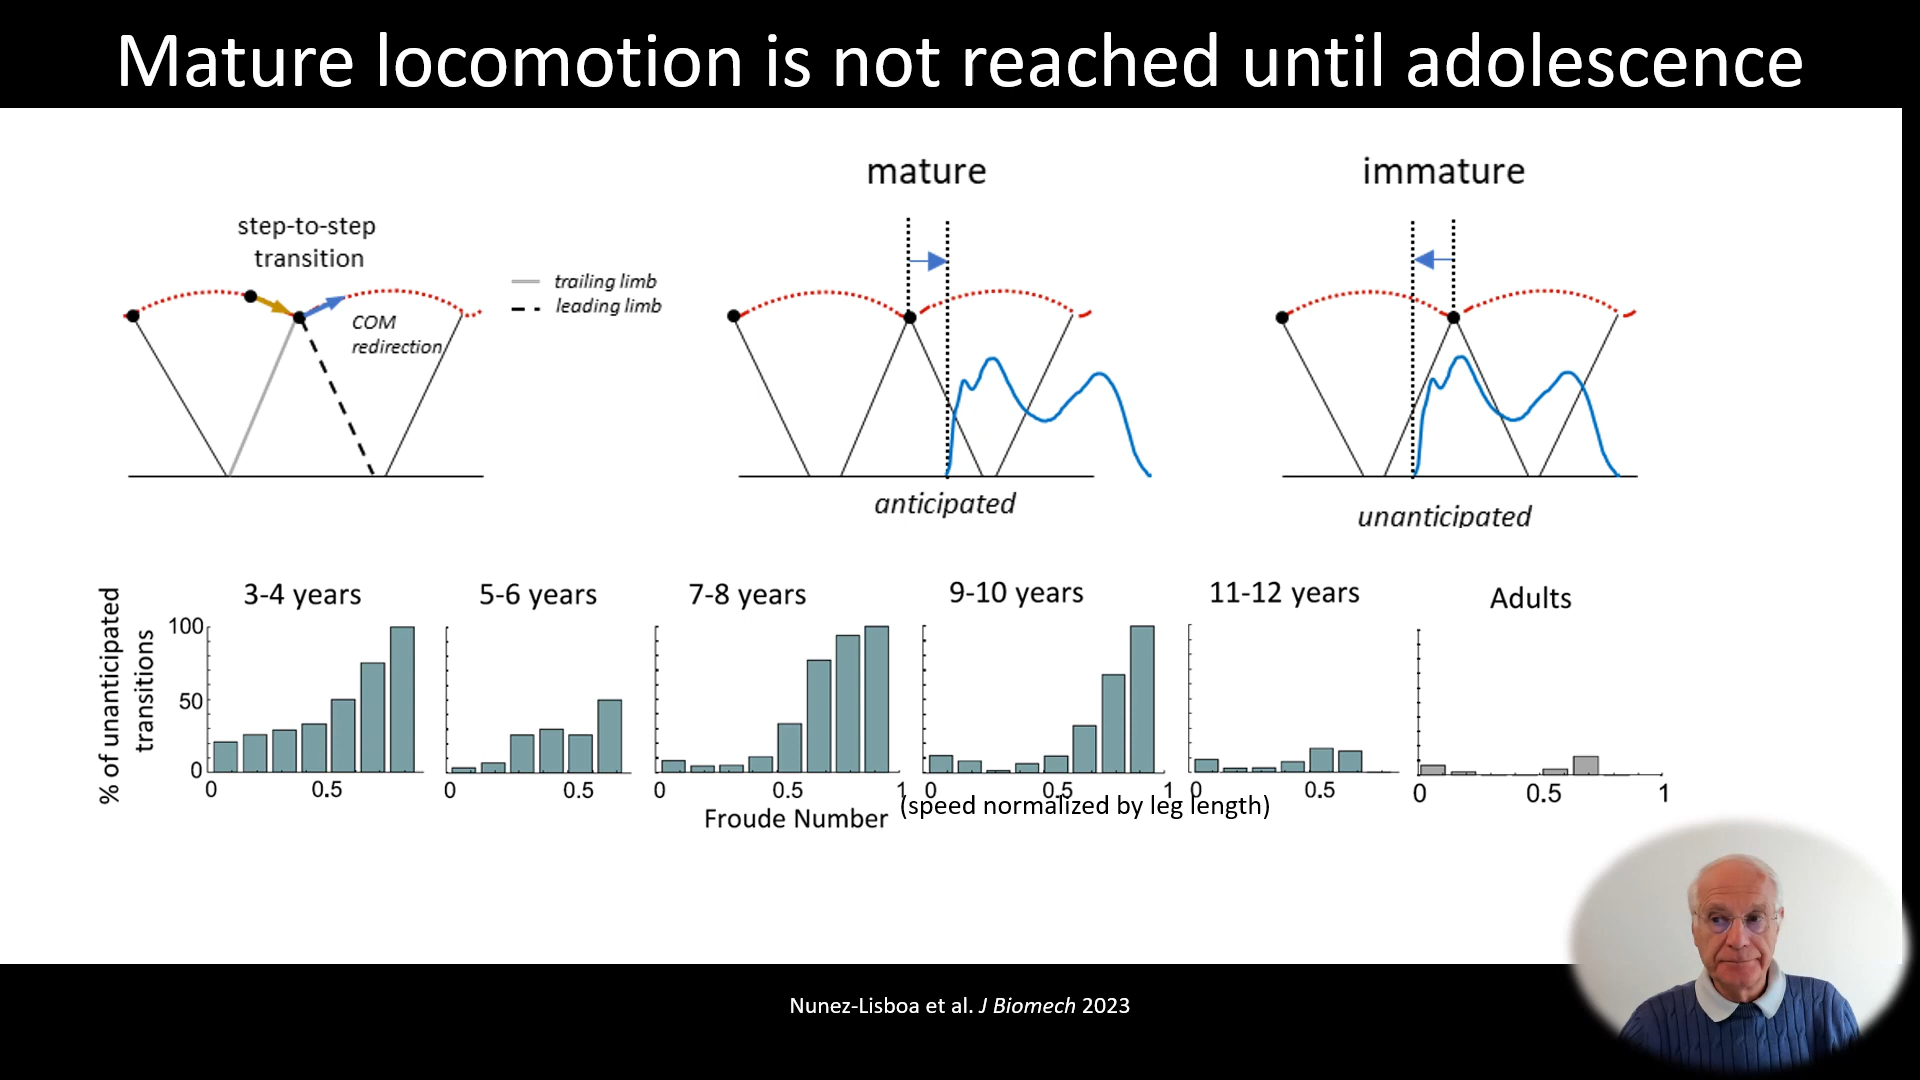 Mature locomotion is not reached until adolescence
mature
immature
step-to-step
transition
trailing limb
leading limb
COM
redirection
anticipated
unanticipated
% of unanticipated
transitions
3-4 years
5-6 years
7-8 years
9-10 years
11-12 years
Adults
100
50
0
0 0.5
0 0.5
0 0.5 1
0 0.5 1
0 0.5
0 0.5 1
Froude Number (speed normalized by leg length)
Nunez-Lisboa et al. J Biomech 2023